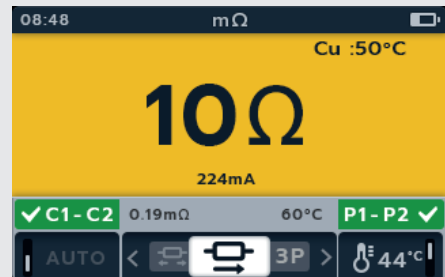 08:48 mΩ
Cu :50°C
10Ω
224mA
C1-C2 0.19mΩ 60°C P1-P2
AUTO < 3P > 44°C